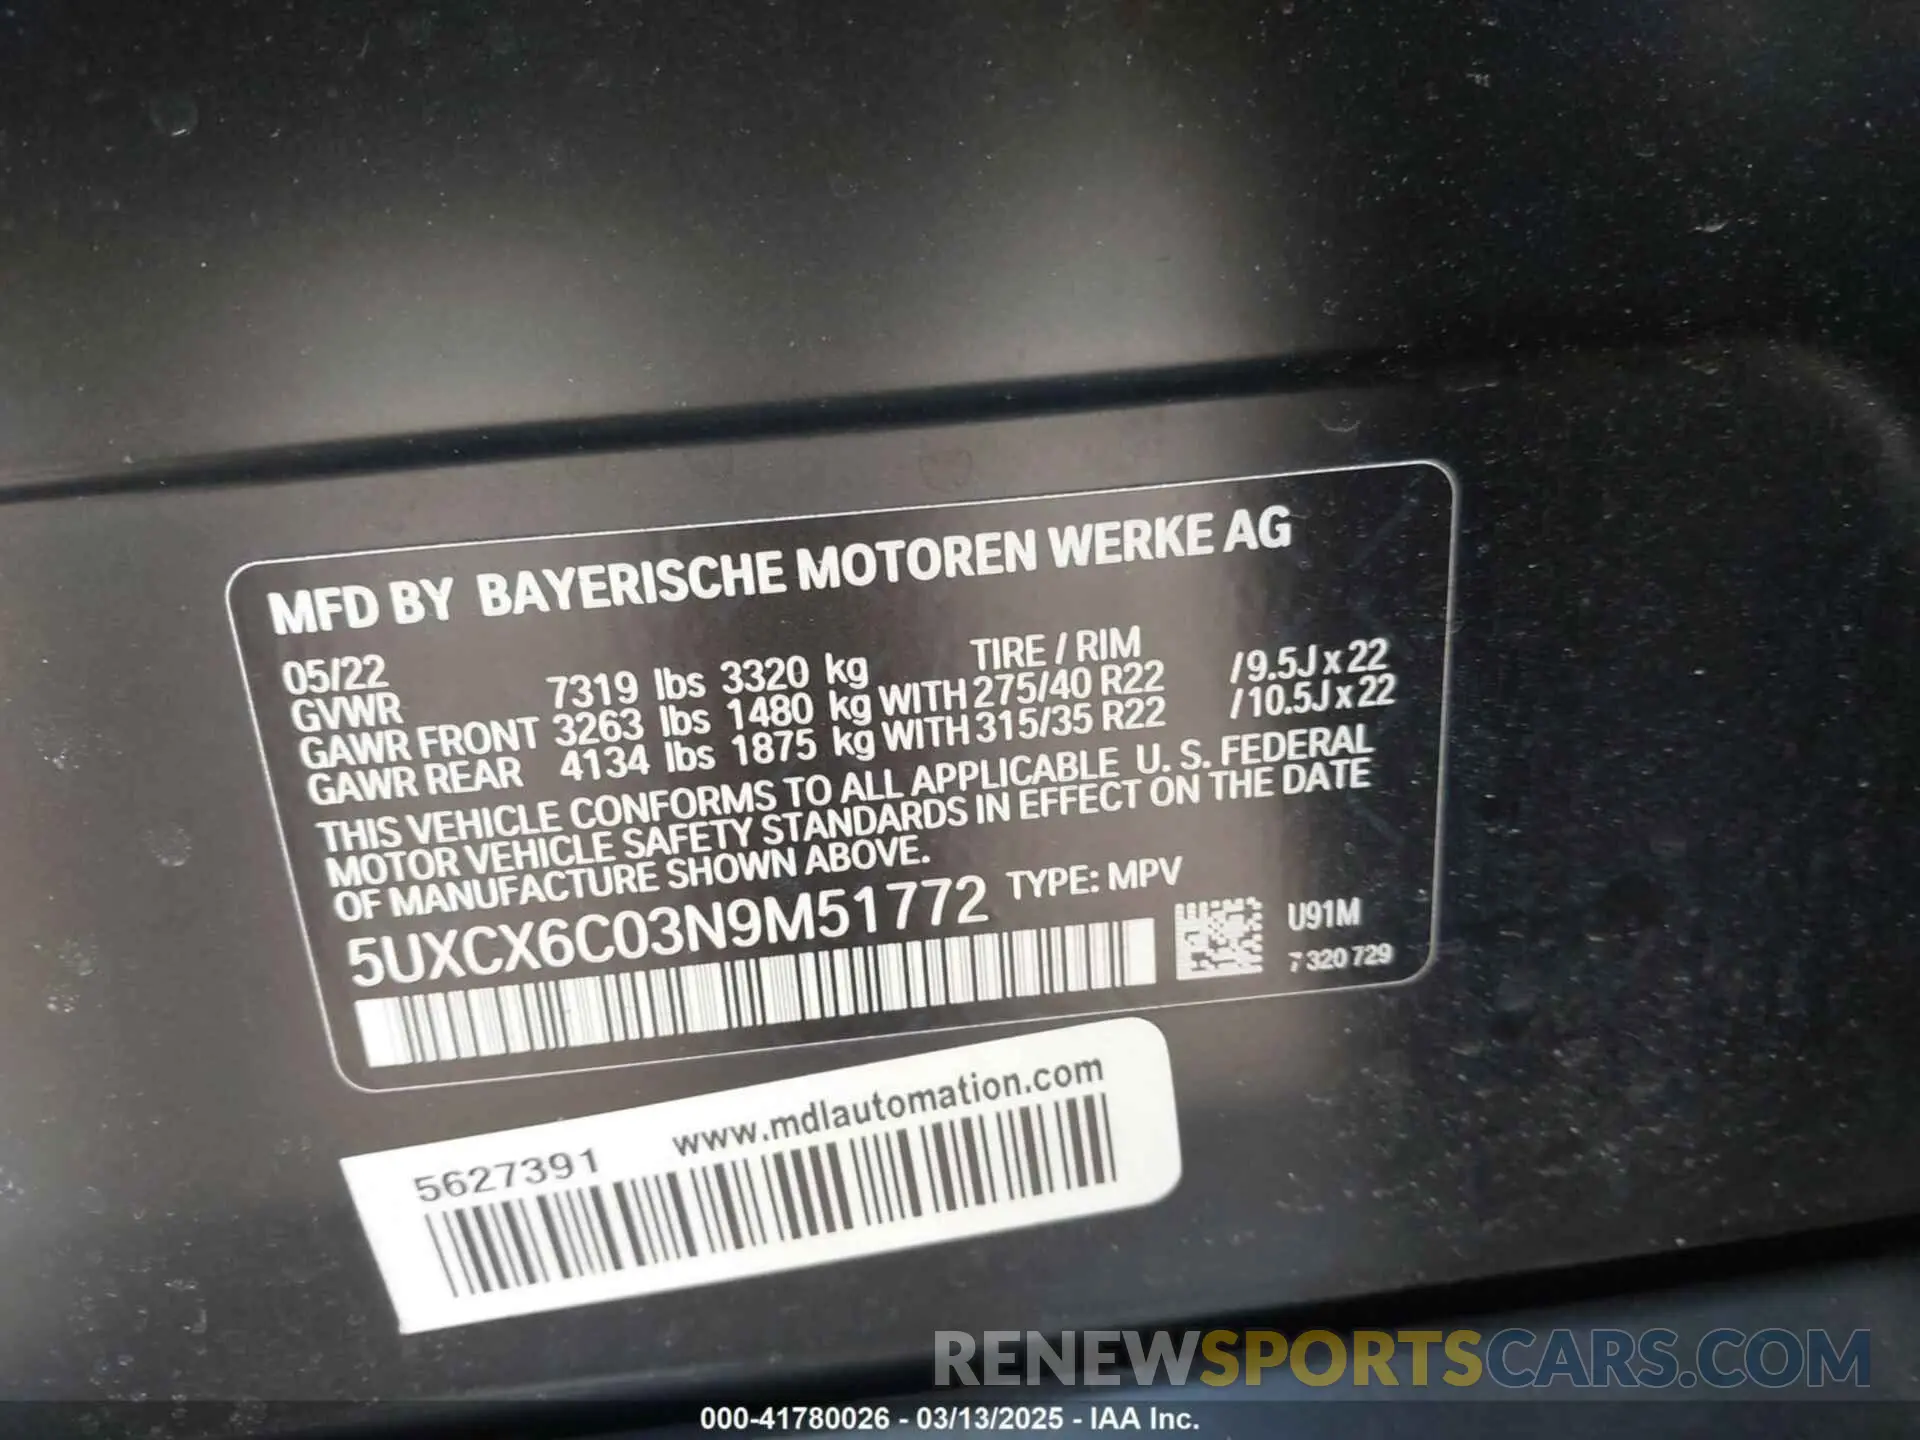 MFD BY BAYERISCHE MOTOREN WERKE AG
05/22 TIRE / RIM
GVWR 7319 lbs 3320 kg
GAWR FRONT 3263 lbs 1480 kg WITH 275/40 R22 /9.5J x 22
GAWR REAR 4134 lbs 1875 kg WITH 315/35 R22 /10.5J x 22
THIS VEHICLE CONFORMS TO ALL APPLICABLE U. S. FEDERAL
MOTOR VEHICLE SAFETY STANDARDS IN EFFECT ON THE DATE
OF MANUFACTURE SHOWN ABOVE.
5UXCX6C03N9M51772 TYPE: MPV
U91M
7 320 729
www.mdlautomation.com
5627391
RENEWSPORTSCARS.COM
000-41780026 - 03/13/2025 - IAA Inc.